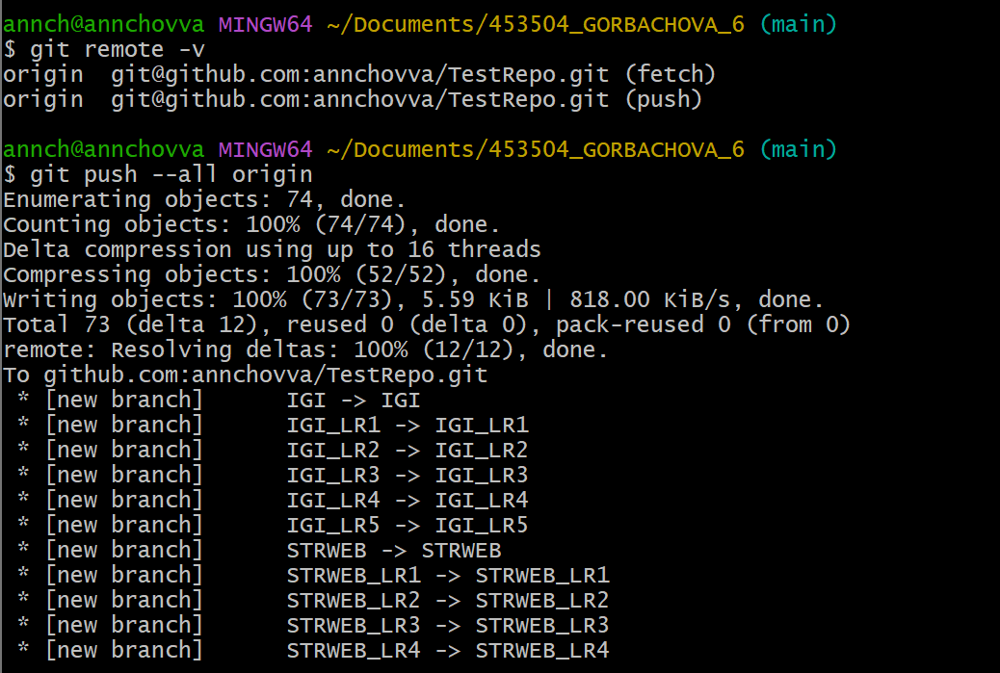 annch@annchovva MINGW64 ~/Documents/453504_GORBACHOVA_6 (main)
$ git remote -v
origin  git@github.com:annchovva/TestRepo.git (fetch)
origin  git@github.com:annchovva/TestRepo.git (push)

annch@annchovva MINGW64 ~/Documents/453504_GORBACHOVA_6 (main)
$ git push --all origin
Enumerating objects: 74, done.
Counting objects: 100% (74/74), done.
Delta compression using up to 16 threads
Compressing objects: 100% (52/52), done.
Writing objects: 100% (73/73), 5.59 KiB | 818.00 KiB/s, done.
Total 73 (delta 12), reused 0 (delta 0), pack-reused 0 (from 0)
remote: Resolving deltas: 100% (12/12), done.
To github.com:annchovva/TestRepo.git
 * [new branch]      IGI -> IGI
 * [new branch]      IGI_LR1 -> IGI_LR1
 * [new branch]      IGI_LR2 -> IGI_LR2
 * [new branch]      IGI_LR3 -> IGI_LR3
 * [new branch]      IGI_LR4 -> IGI_LR4
 * [new branch]      IGI_LR5 -> IGI_LR5
 * [new branch]      STRWEB -> STRWEB
 * [new branch]      STRWEB_LR1 -> STRWEB_LR1
 * [new branch]      STRWEB_LR2 -> STRWEB_LR2
 * [new branch]      STRWEB_LR3 -> STRWEB_LR3
 * [new branch]      STRWEB_LR4 -> STRWEB_LR4